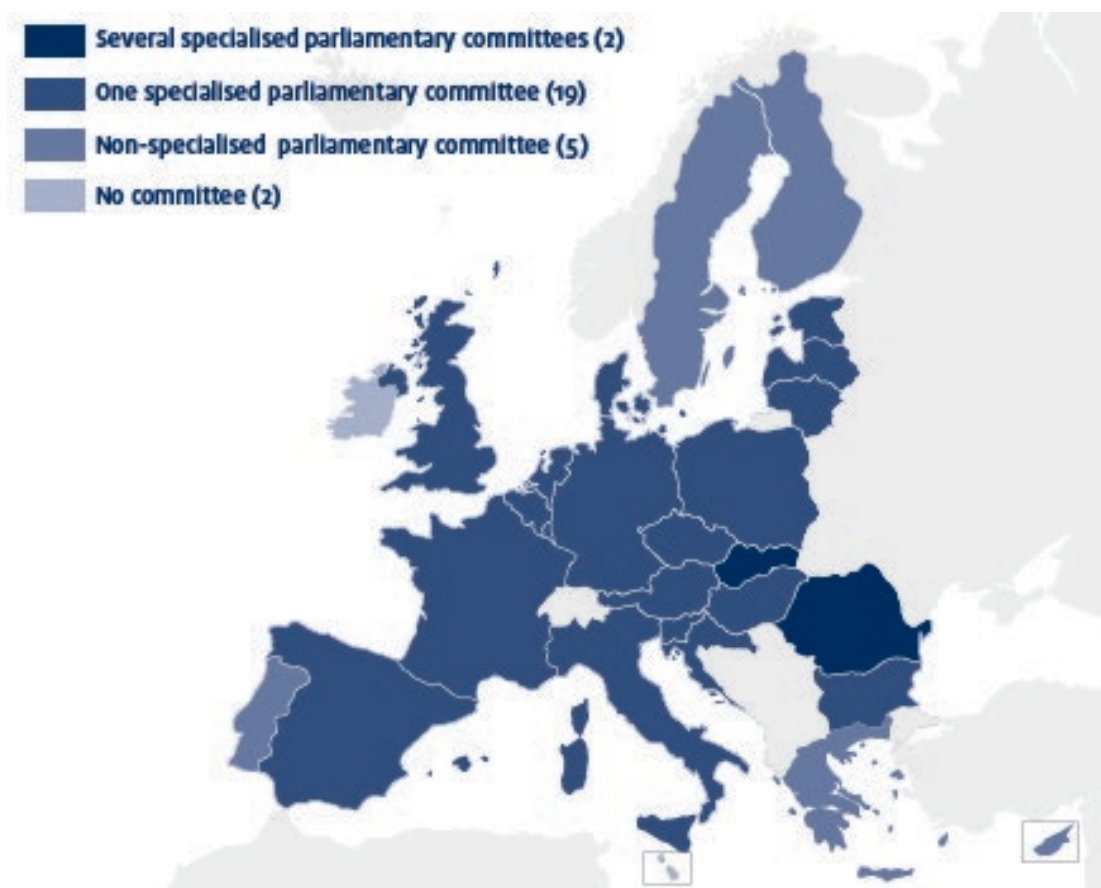 Several specialised parliamentary committees (2)
One specialised parliamentary committee (19)
Non-specialised parliamentary committee (5)
No committee (2)